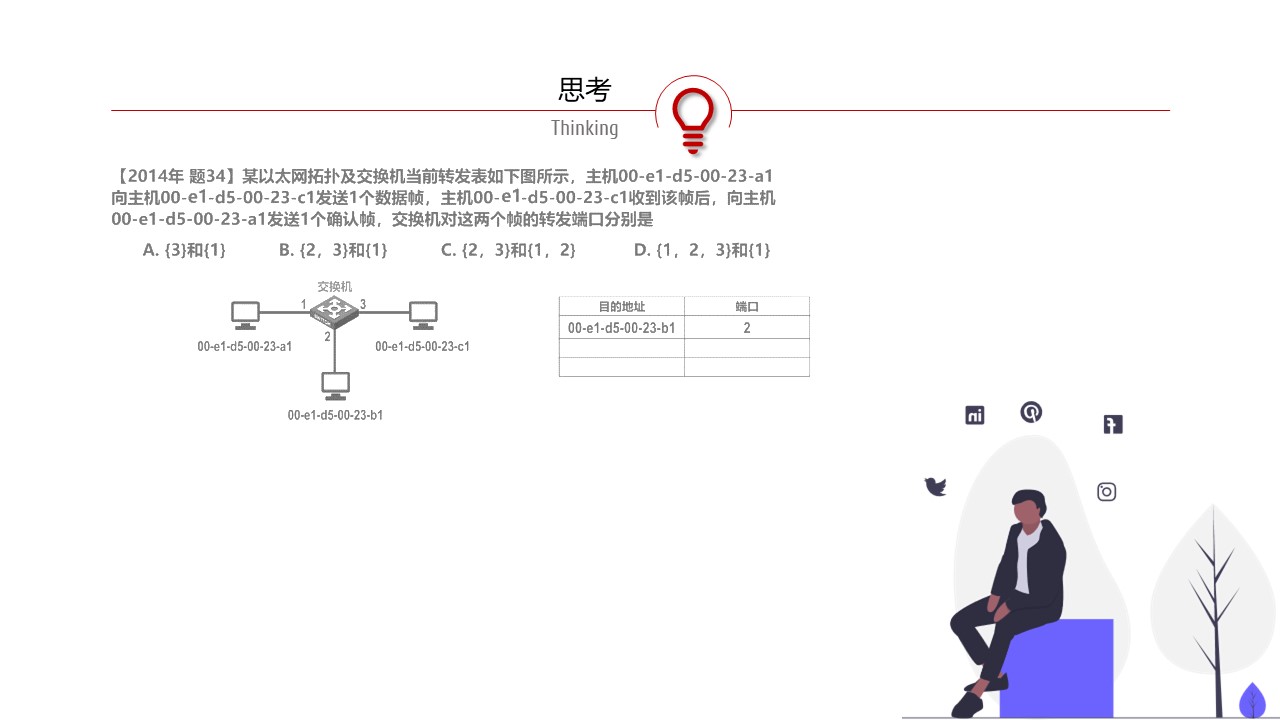 思考
Thinking
【2014年 题34】某以太网拓扑及交换机当前转发表如下图所示，主机00-e1-d5-00-23-a1
向主机00-e1-d5-00-23-c1发送1个数据帧，主机00-e1-d5-00-23-c1收到该帧后，向主机
00-e1-d5-00-23-a1发送1个确认帧，交换机对这两个帧的转发端口分别是
A. {3}和{1} B. {2，3}和{1} C. {2，3}和{1，2} D. {1，2，3}和{1}
交换机
1 3
2
00-e1-d5-00-23-a1 00-e1-d5-00-23-c1
00-e1-d5-00-23-b1
目的地址 端口
00-e1-d5-00-23-b1 2